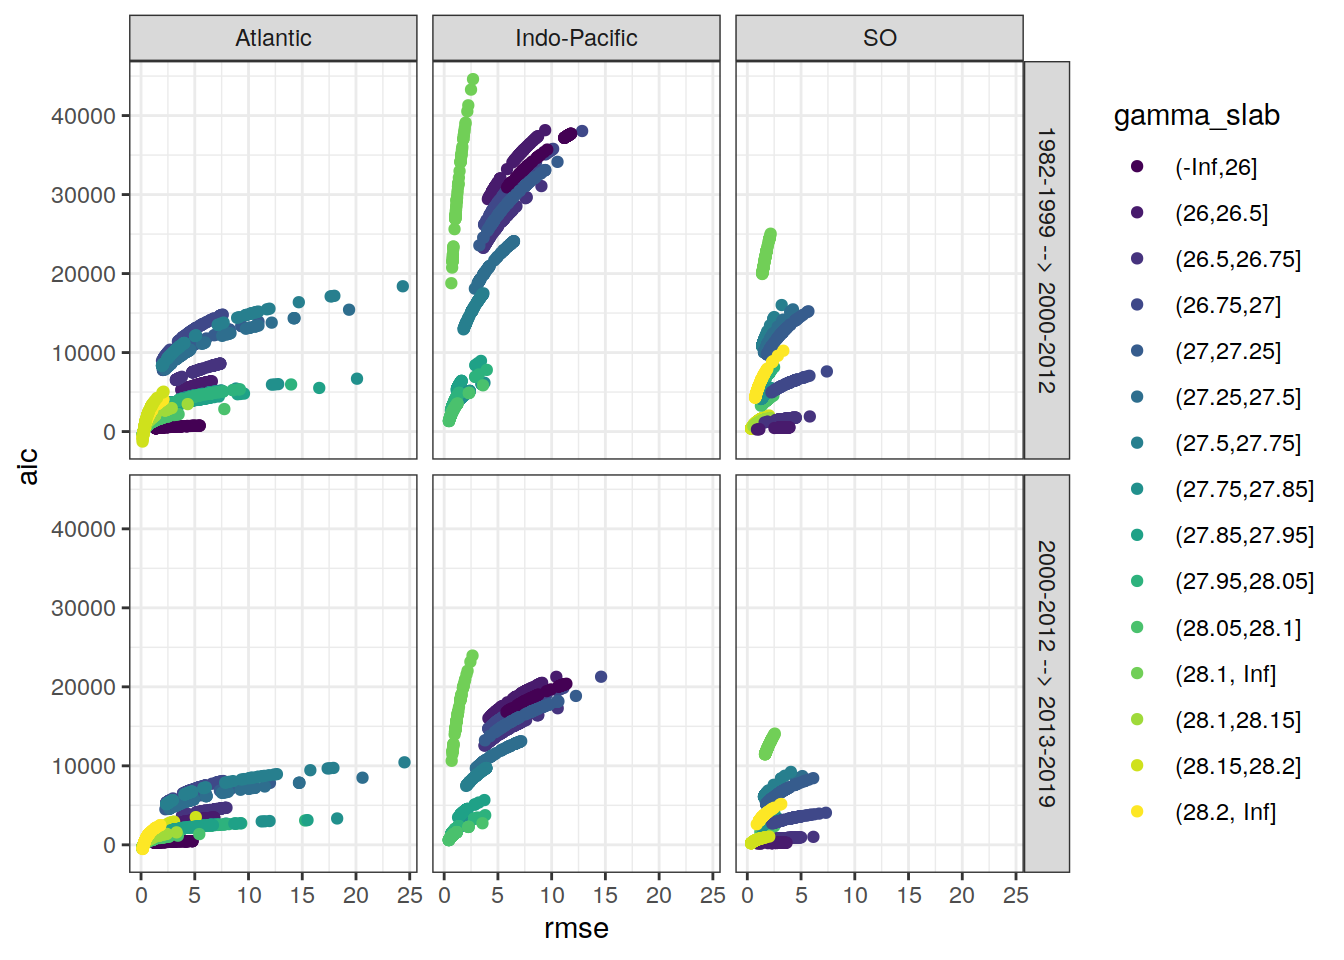 Atlantic Indo-Pacific SO
40000
30000
20000
10000
0
1982-1999 --> 2000-2012
40000
30000
20000
10000
0
2000-2012 --> 2013-2019
aic
0 5 10 15 20 25 0 5 10 15 20 25 0 5 10 15 20 25
rmse
gamma_slab
(-Inf,26]
(26,26.5]
(26.5,26.75]
(26.75,27]
(27,27.25]
(27.25,27.5]
(27.5,27.75]
(27.75,27.85]
(27.85,27.95]
(27.95,28.05]
(28.05,28.1]
(28.1, Inf]
(28.1,28.15]
(28.15,28.2]
(28.2, Inf]